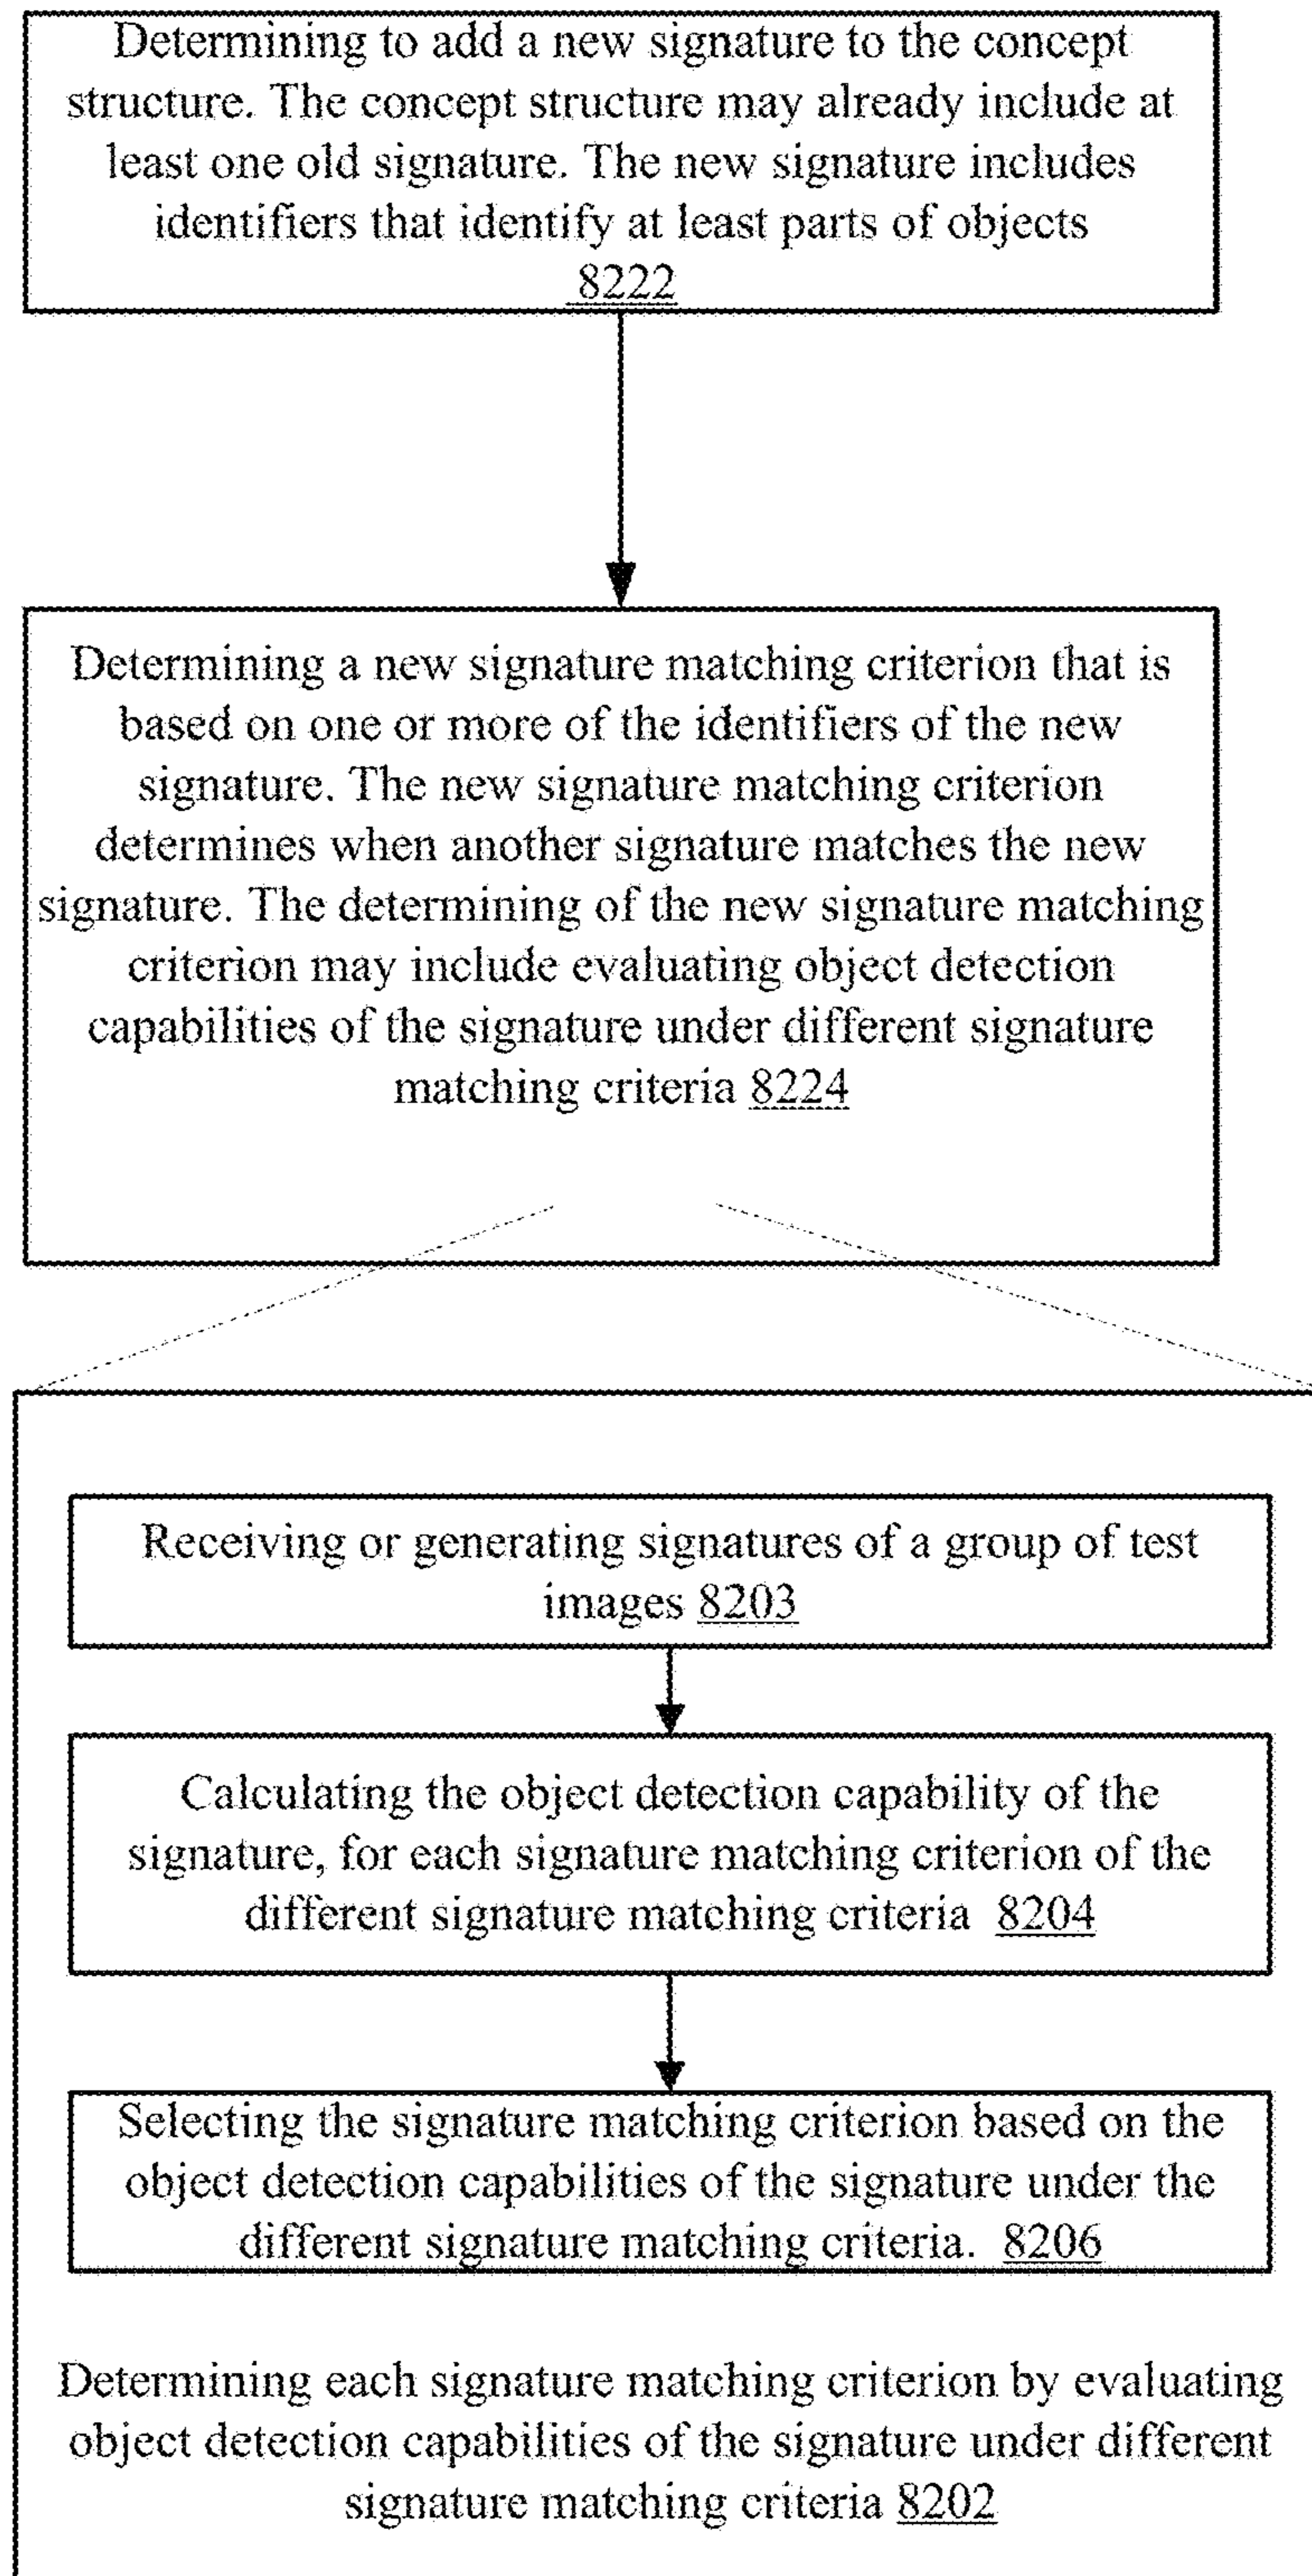 Determining to add a new signature to the concept
structure. The concept structure may already include at
least one old signature. The new signature includes
identifiers that identify at least parts of objects
8222
Determining a new signature matching criterion that is
based on one or more of the identifiers of the new
signature. The new signature matching criterion
determines when another signature matches the new
signature. The determining of the new signature matching
criterion may include evaluating object detection
capabilities of the signature under different signature
matching criteria 8224
Receiving or generating signatures of a group of test
images 8203
Calculating the object detection capability of the
signature, for each signature matching criterion of the
different signature matching criteria 8204
Selecting the signature matching criterion based on the
object detection capabilities of the signature under the
different signature matching criteria. 8206
Determining each signature matching criterion by evaluating
object detection capabilities of the signature under different
signature matching criteria 8202